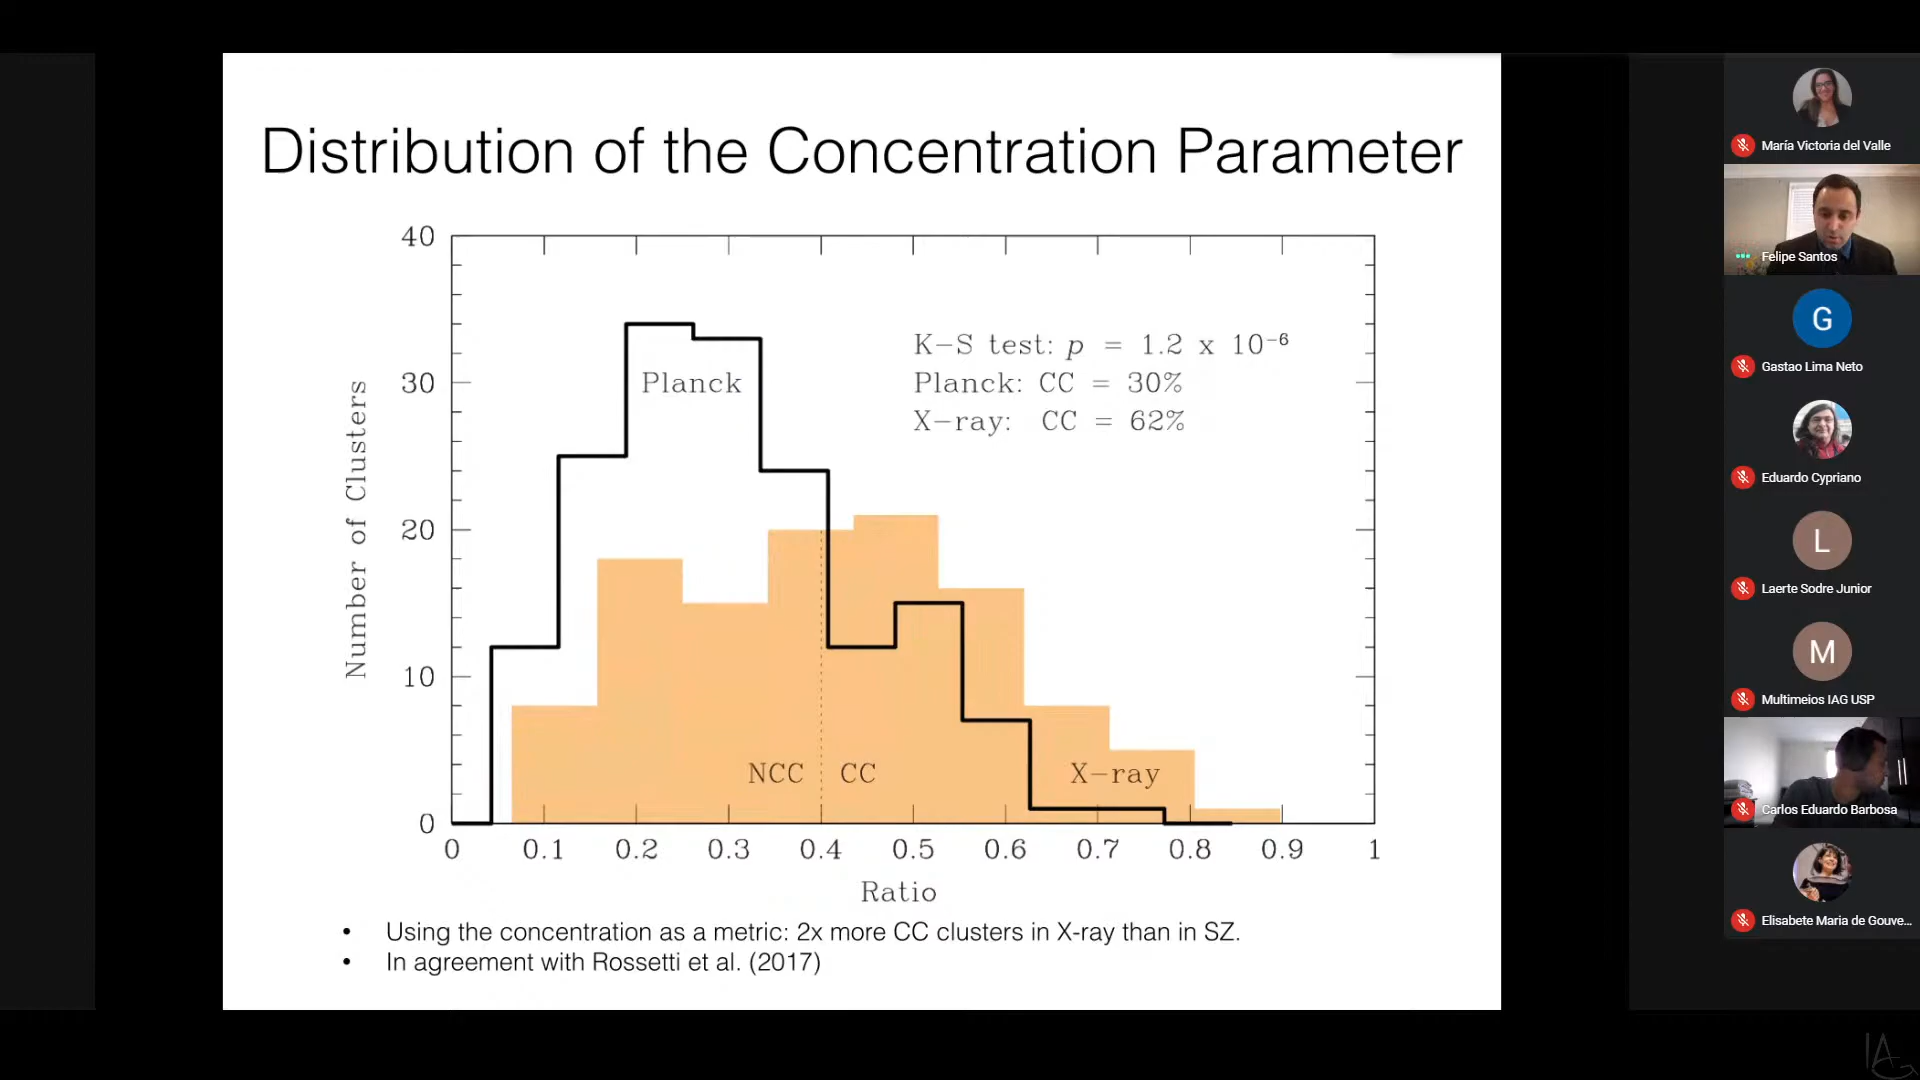 Distribution of the Concentration Parameter
40
30
20
10
0
Number of Clusters
Planck
K-S test: p = 1.2 x 10⁻⁶
Planck: CC = 30%
X-ray: CC = 62%
NCC
CC
X-ray
0 0.1 0.2 0.3 0.4 0.5 0.6 0.7 0.8 0.9 1
Ratio
• Using the concentration as a metric: 2x more CC clusters in X-ray than in SZ.
• In agreement with Rossetti et al. (2017)
María Victoria del Valle
Felipe Santos
G
Gastao Lima Neto
Eduardo Cypriano
L
Laerte Sodre Junior
M
Multimeios IAG USP
Carlos Eduardo Barbosa
Elisabete Maria de Gouve...
IAG